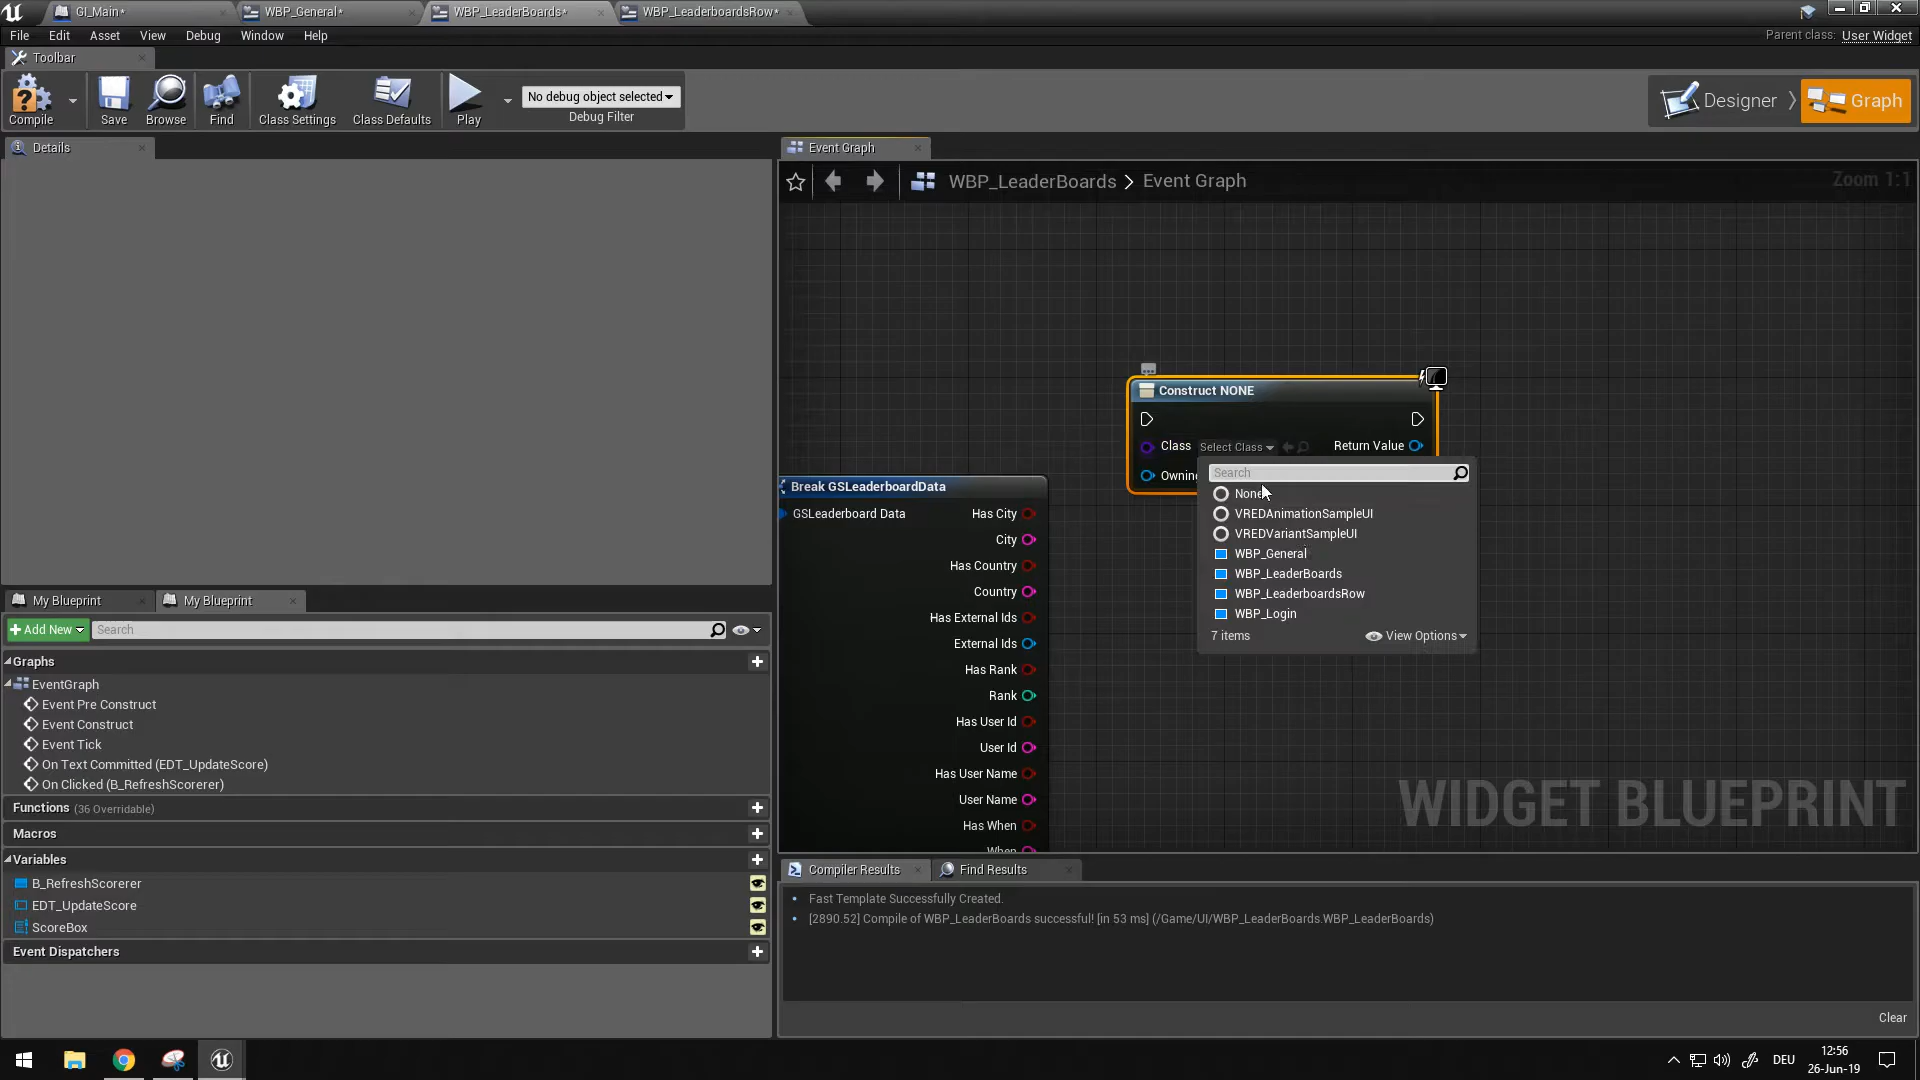 GI_Main*
WBP_General*
WBP_LeaderBoards*
WBP_LeaderboardsRow*
File Edit Asset View Debug Window Help
Parent class: User Widget
Toolbar
Compile
Save
Browse
Find
Class Settings
Class Defaults
Play
No debug object selected
Debug Filter
Designer
Graph
Details
Event Graph
WBP_LeaderBoards > Event Graph
Zoom 1:1
Construct NONE
Class Select Class Return Value
Search
None
VREDAnimationSampleUI
VREDVariantSampleUI
WBP_General
WBP_LeaderBoards
WBP_LeaderboardsRow
WBP_Login
7 items View Options
Break GSLeaderboardData
GSLeaderboard Data Has City
City
Has Country
Country
Has External Ids
External Ids
Has Rank
Rank
Has User Id
User Id
Has User Name
User Name
Has When
When
WIDGET BLUEPRINT
My Blueprint
My Blueprint
+ Add New Search
Graphs
EventGraph
Event Pre Construct
Event Construct
Event Tick
On Text Committed (EDT_UpdateScore)
On Clicked (B_RefreshScorerer)
Functions (36 Overridable)
Macros
Variables
B_RefreshScorerer
EDT_UpdateScore
ScoreBox
Event Dispatchers
Compiler Results
Find Results
• Fast Template Successfully Created.
• [2890.52] Compile of WBP_LeaderBoards successful! [in 53 ms] (/Game/UI/WBP_LeaderBoards.WBP_LeaderBoards)
Clear
DEU
12:56
26-Jun-19